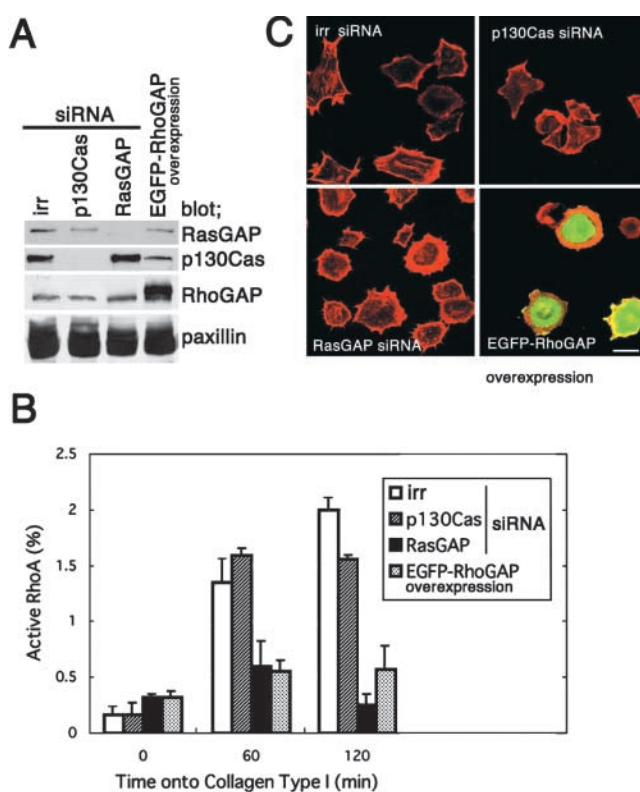 A
siRNA
irr
p130Cas
RasGAP
EGFP-RhoGAP
overexpression
blot;
RasGAP
p130Cas
RhoGAP
paxillin
C
irr siRNA
p130Cas siRNA
RasGAP siRNA
EGFP-RhoGAP
overexpression
B
Active RhoA (%)
2.5
2
1.5
1
0.5
0
irr
p130Cas
RasGAP
siRNA
EGFP-RhoGAP
overexpression
0
60
120
Time onto Collagen Type I (min)